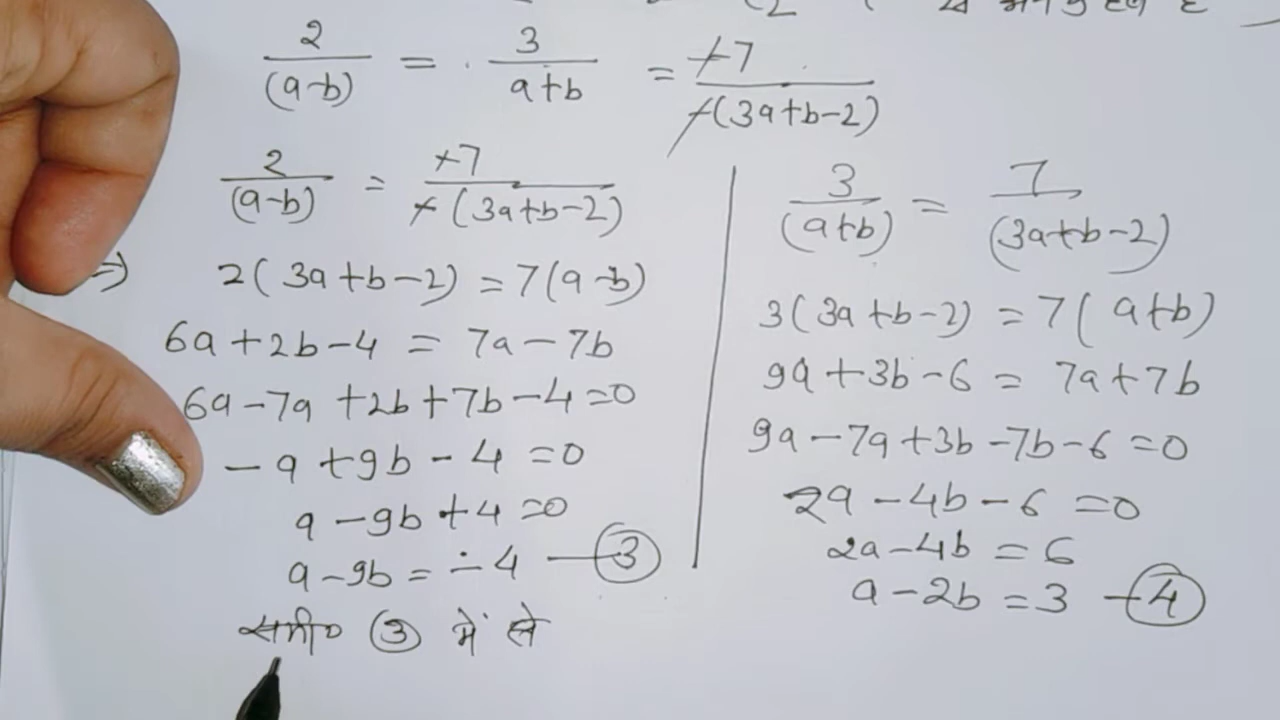 2/(a-b) = 3/a+b = -7/-(3a+b-2)
2/(a-b) = -7/-(3a+b-2)
=> 2(3a+b-2) = 7(a-b)
6a+2b-4 = 7a-7b
6a-7a+2b+7b-4=0
-a+9b-4=0
a-9b+4=0
a-9b=-4 — ③
समी० ③ में से
3/(a+b) = 7/(3a+b-2)
3(3a+b-2) = 7(a+b)
9a+3b-6 = 7a+7b
9a-7a+3b-7b-6=0
2a-4b-6=0
2a-4b=6
a-2b=3 — ④